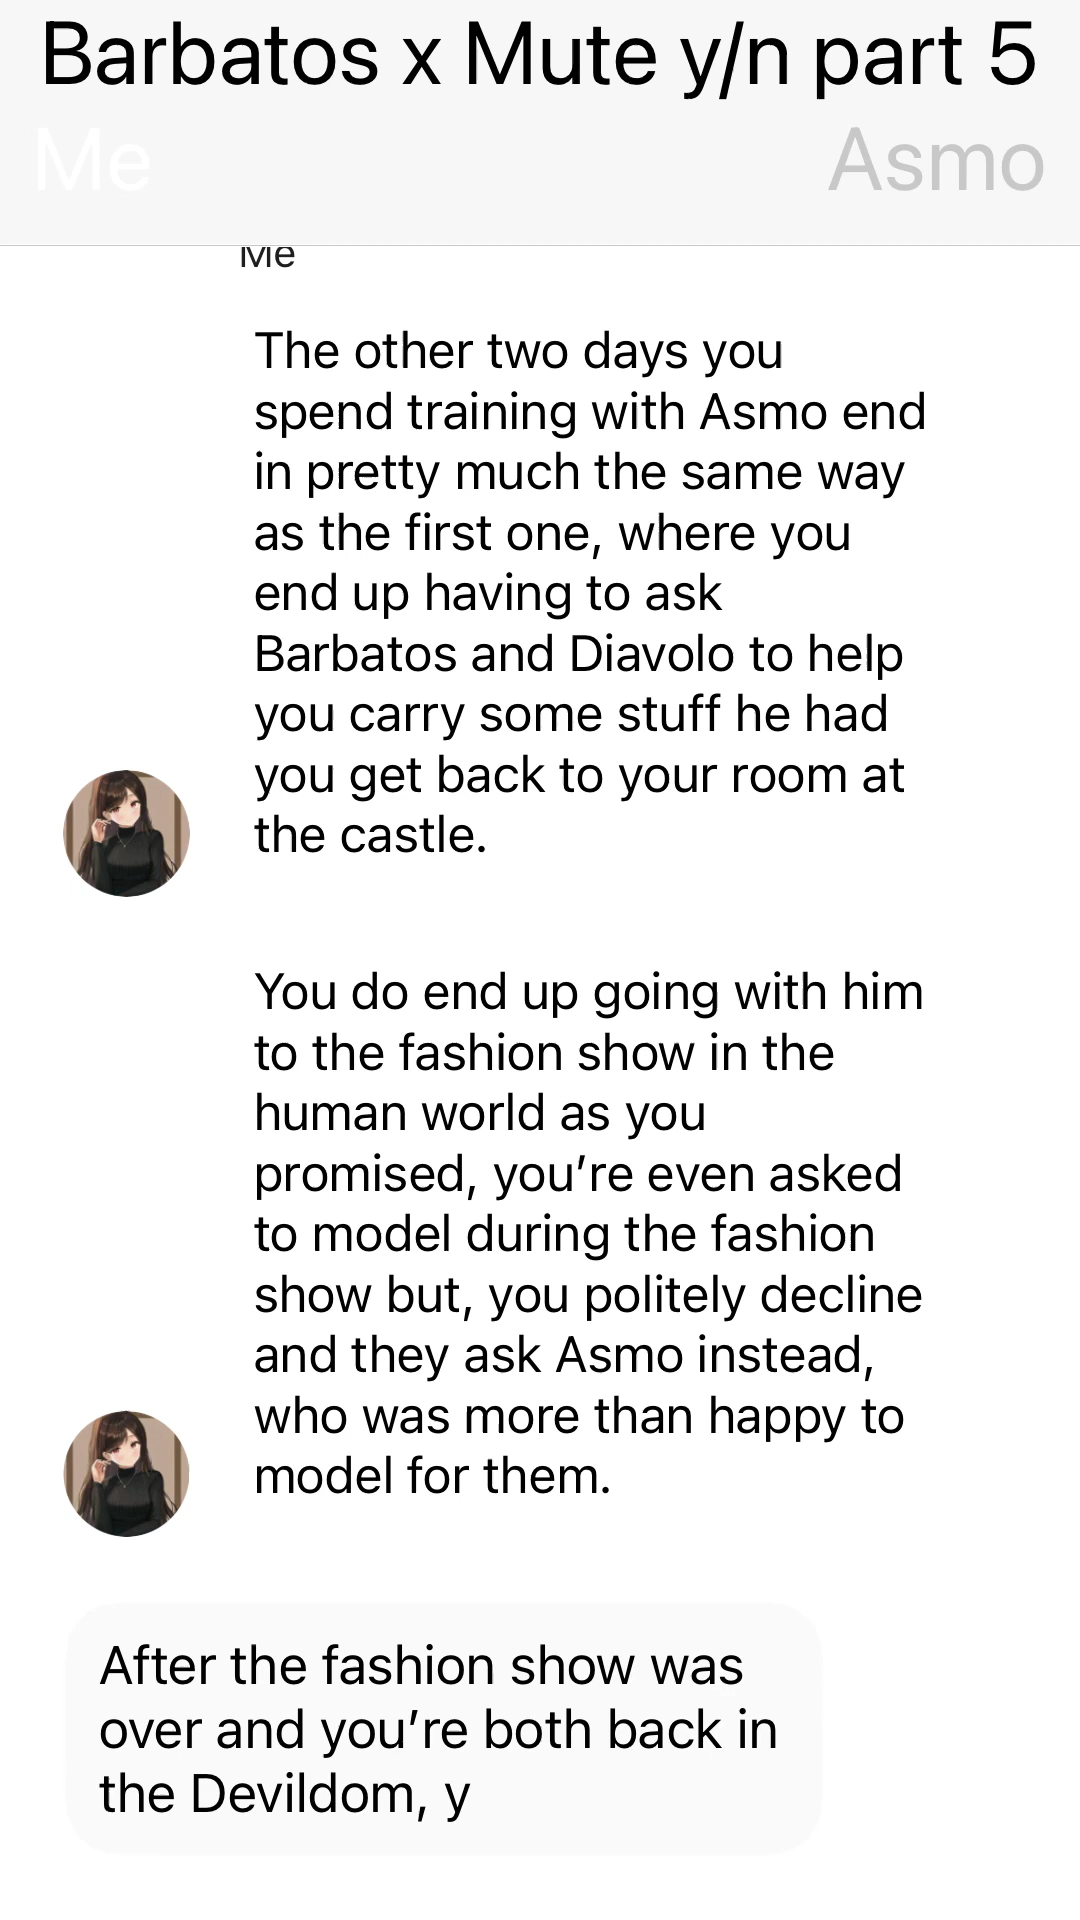 Barbatos x Mute y/n part 5
Me
Asmo
Me
The other two days you
spend training with Asmo end
in pretty much the same way
as the first one, where you
end up having to ask
Barbatos and Diavolo to help
you carry some stuff he had
you get back to your room at
the castle.
You do end up going with him
to the fashion show in the
human world as you
promised, you’re even asked
to model during the fashion
show but, you politely decline
and they ask Asmo instead,
who was more than happy to
model for them.
After the fashion show was
over and you’re both back in
the Devildom, y